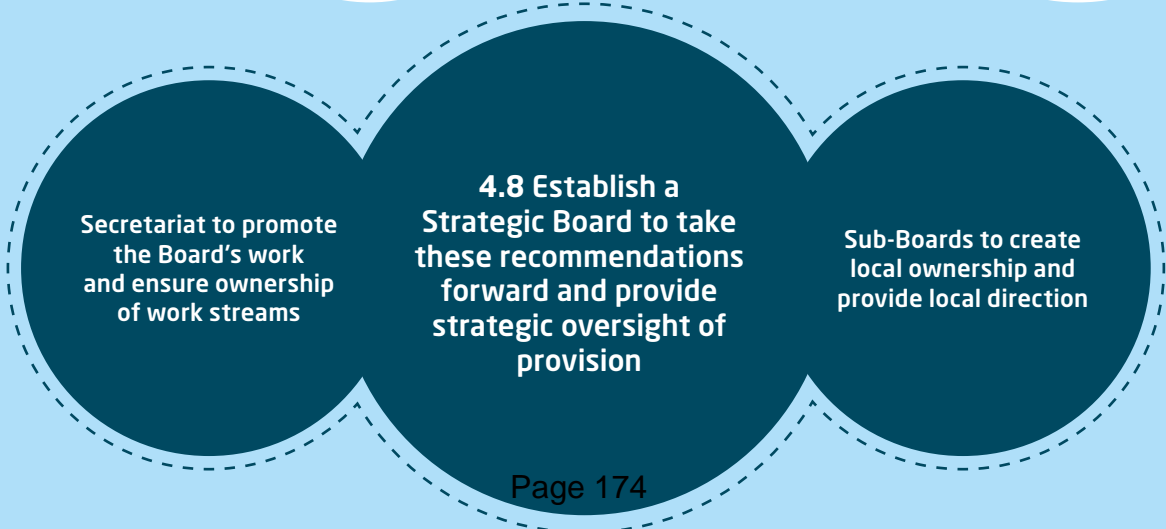 Secretariat to promote
the Board's work
and ensure ownership
of work streams
4.8 Establish a
Strategic Board to take
these recommendations
forward and provide
strategic oversight of
provision
Sub-Boards to create
local ownership and
provide local direction
Page 174